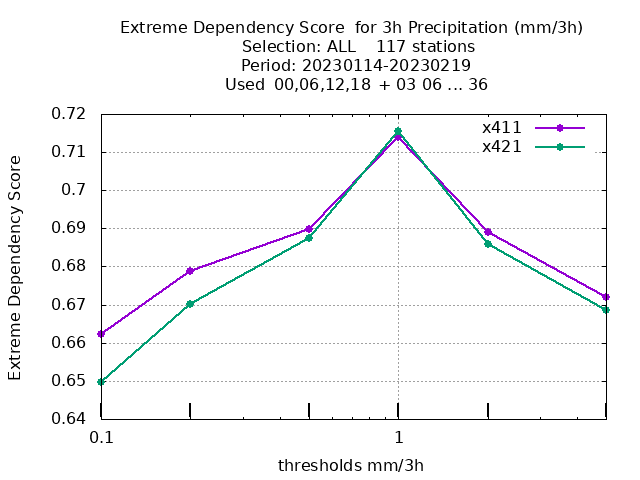 Extreme Dependency Score  for 3h Precipitation (mm/3h)
Selection: ALL    117 stations
Period: 20230114-20230219
Used  00,06,12,18  + 03 06 ... 36
x411
x421
0.72
0.71
0.7
0.69
0.68
0.67
0.66
0.65
0.64
Extreme Dependency Score
0.1
1
thresholds mm/3h